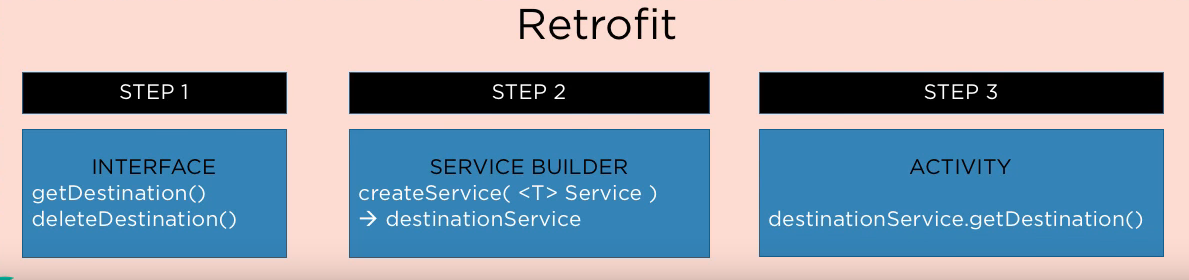 Retrofit
STEP 1
INTERFACE
getDestination()
deleteDestination()
STEP 2
SERVICE BUILDER
createService( <T> Service )
→ destinationService
STEP 3
ACTIVITY
destinationService.getDestination()